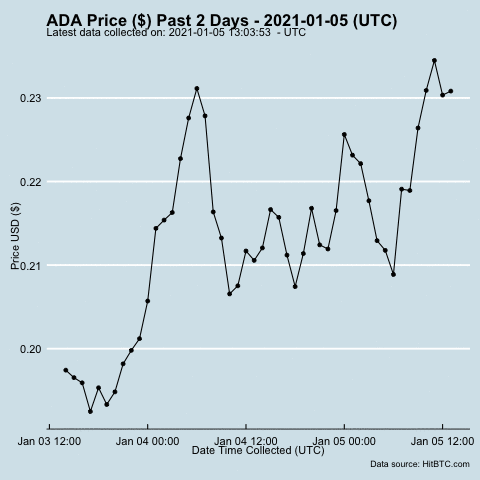 ADA Price ($) Past 2 Days - 2021-01-05 (UTC)
Latest data collected on: 2021-01-05 13:03:53 - UTC
0.23
0.22
0.21
0.20
Price USD ($)
Jan 03 12:00 Jan 04 00:00 Jan 04 12:00 Jan 05 00:00 Jan 05 12:00
Date Time Collected (UTC)
Data source: HitBTC.com